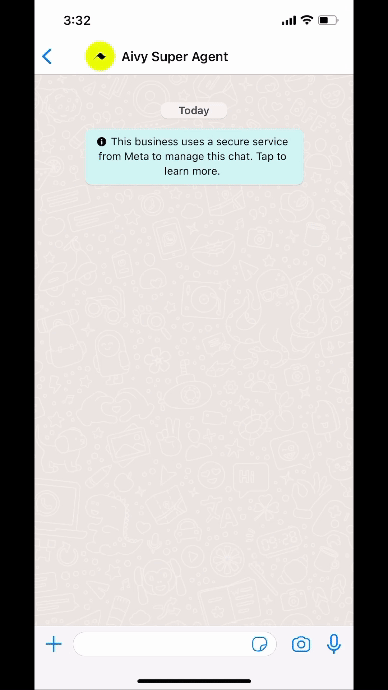 3:32
Aivy Super Agent
Today
This business uses a secure service
from Meta to manage this chat. Tap to
learn more.